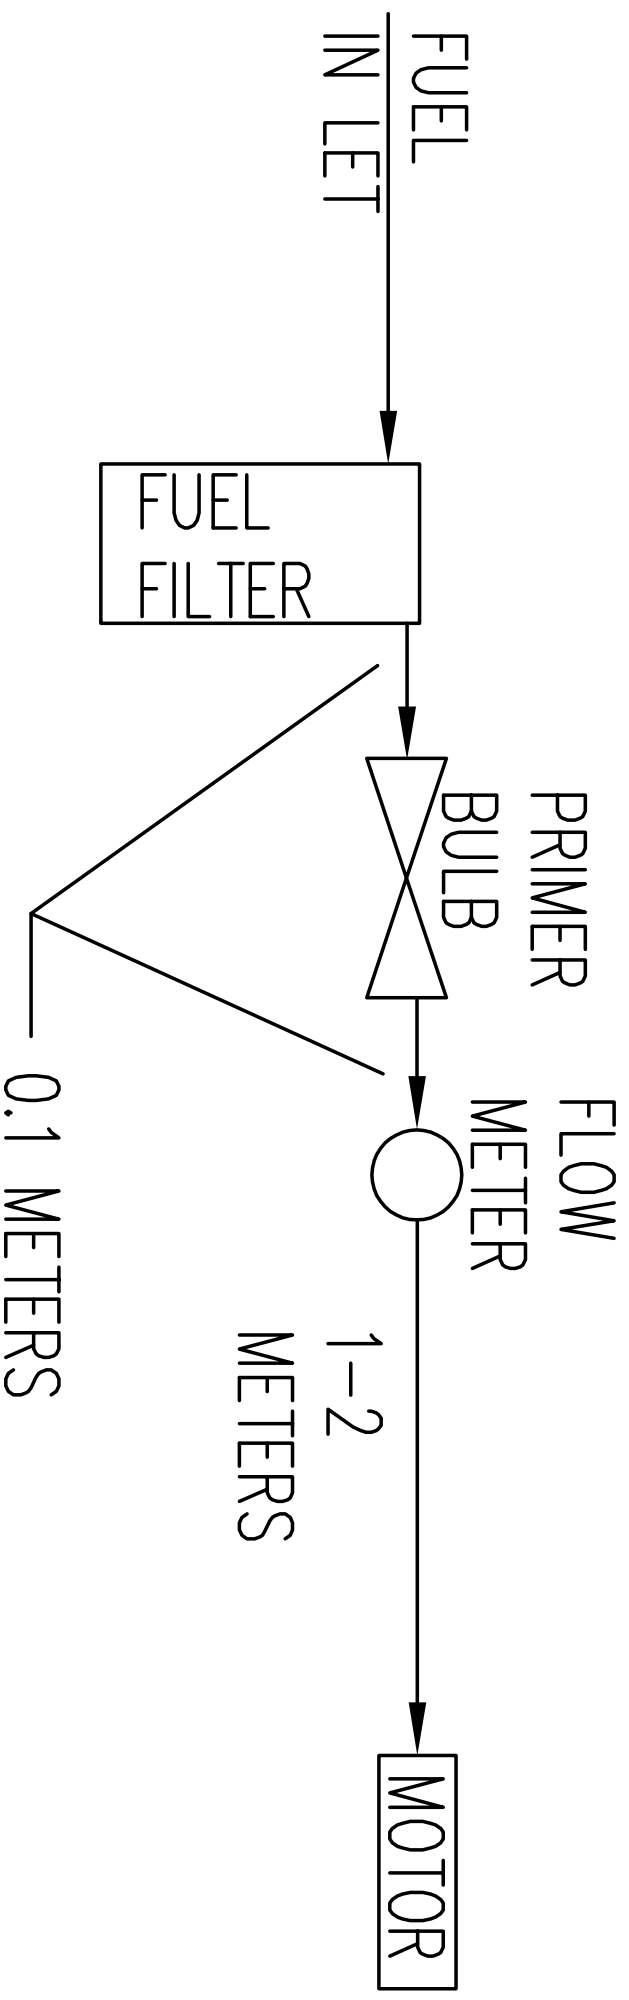 FUEL
IN LET
FUEL
FILTER
PRIMER
BULB
FLOW
METER
0.1 METERS
1-2
METERS
MOTOR